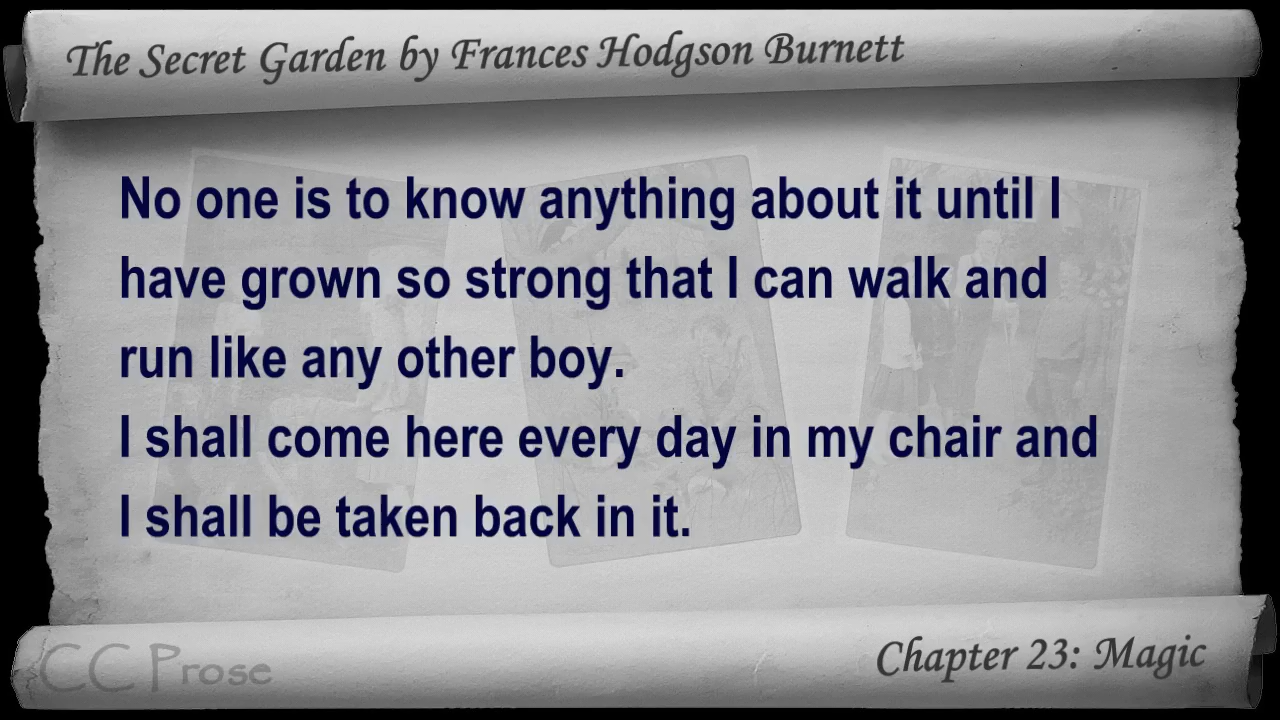 The Secret Garden by Frances Hodgson Burnett
No one is to know anything about it until I
have grown so strong that I can walk and
run like any other boy.
I shall come here every day in my chair and
I shall be taken back in it.
CC Prose
Chapter 23: Magic